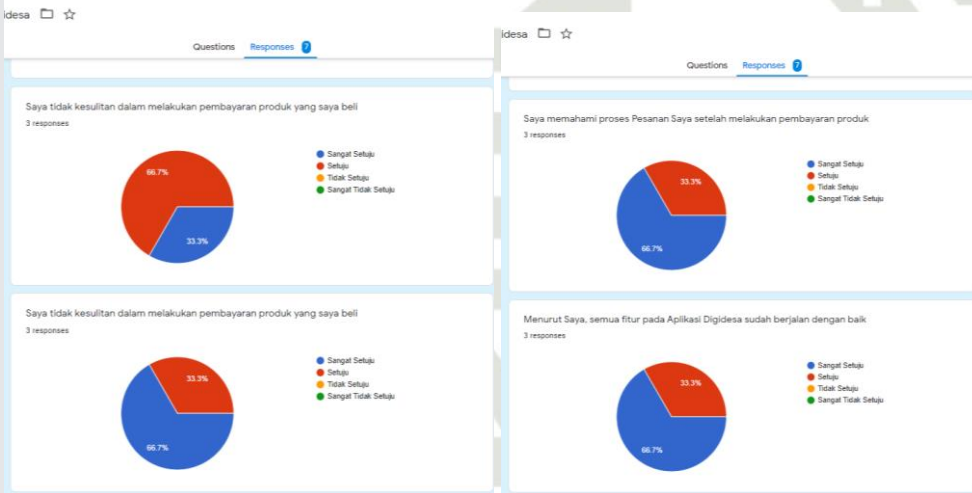 idesa
Questions Responses 7
Saya tidak kesulitan dalam melakukan pembayaran produk yang saya beli
3 responses
66.7%
33.3%
Sangat Setuju
Setuju
Tidak Setuju
Sangat Tidak Setuju
Saya tidak kesulitan dalam melakukan pembayaran produk yang saya beli
3 responses
33.3%
66.7%
Sangat Setuju
Setuju
Tidak Setuju
Sangat Tidak Setuju
idesa
Questions Responses 7
Saya memahami proses Pesanan Saya setelah melakukan pembayaran produk
3 responses
33.3%
66.7%
Sangat Setuju
Setuju
Tidak Setuju
Sangat Tidak Setuju
Menurut Saya, semua fitur pada Aplikasi Digidesa sudah berjalan dengan baik
3 responses
33.3%
66.7%
Sangat Setuju
Setuju
Tidak Setuju
Sangat Tidak Setuju